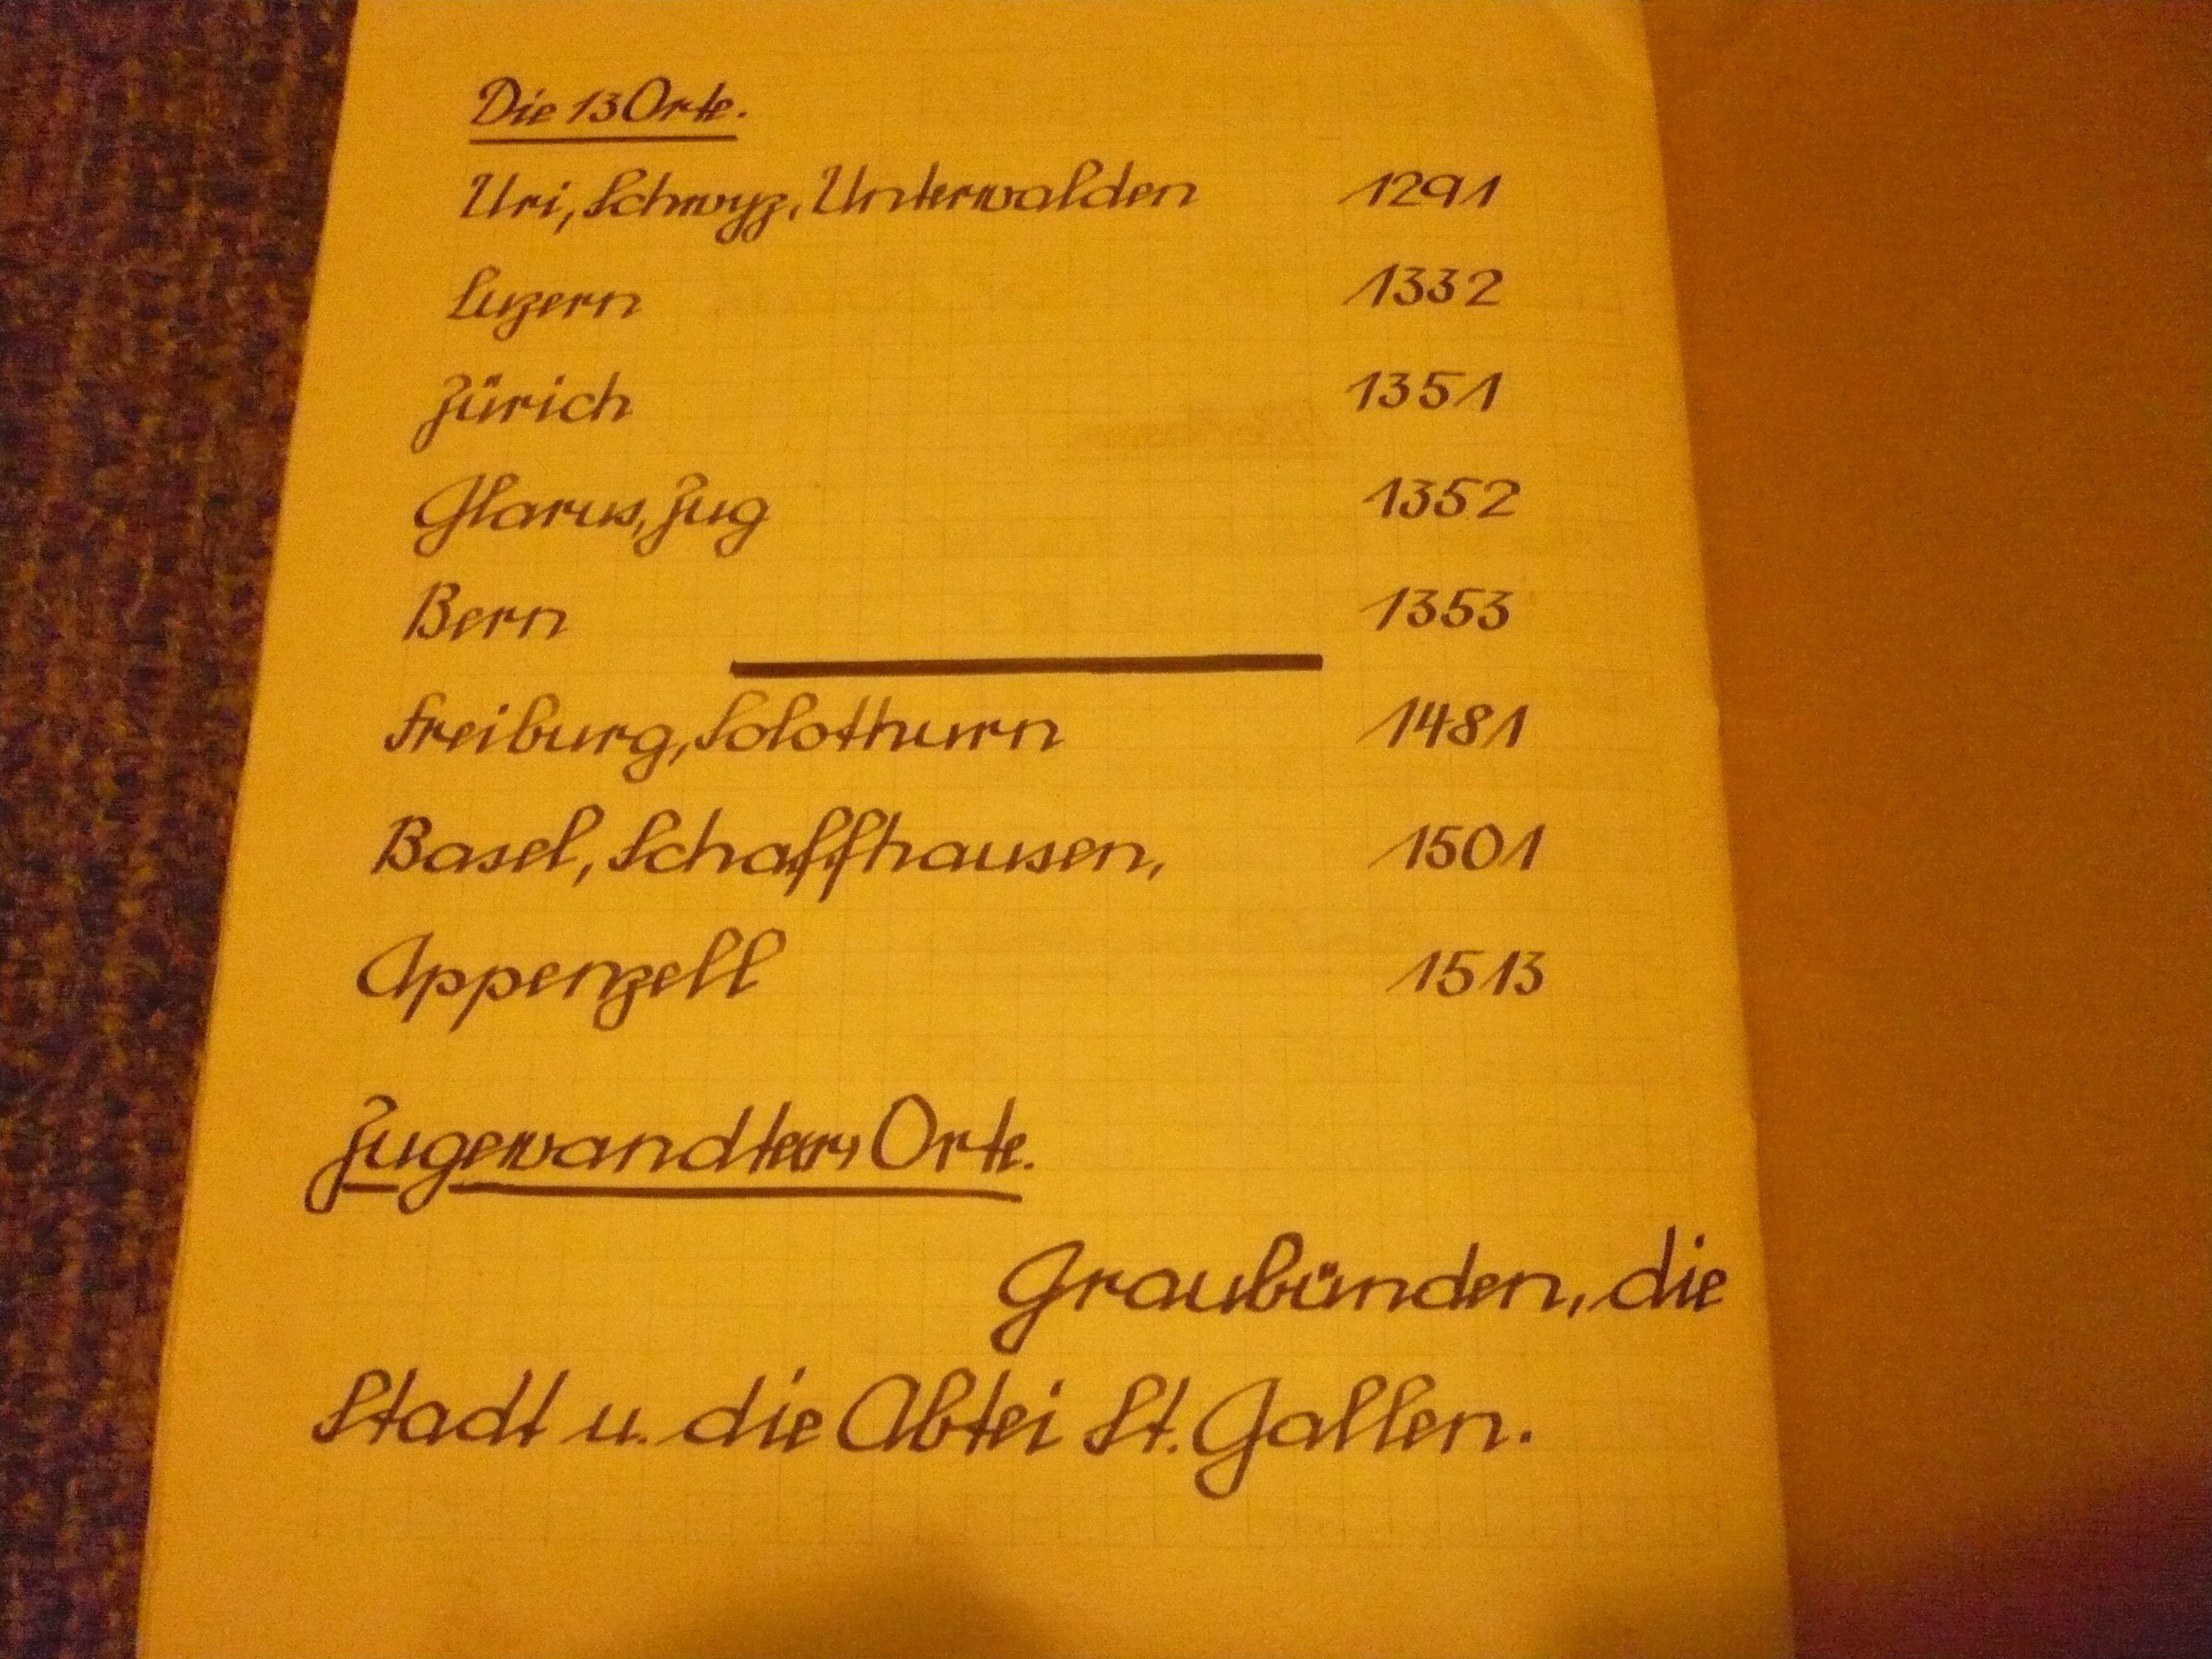 Die 13 Orte.
Uri, Schwyz, Unterwalden 1291
Luzern 1332
Zürich 1351
Glarus, Zug 1352
Bern 1353
Freiburg, Solothurn 1481
Basel, Schaffhausen, 1501
Appenzell 1513
Orte.
Graubünden, die
Stadt u. die Abtei St. Gallen.